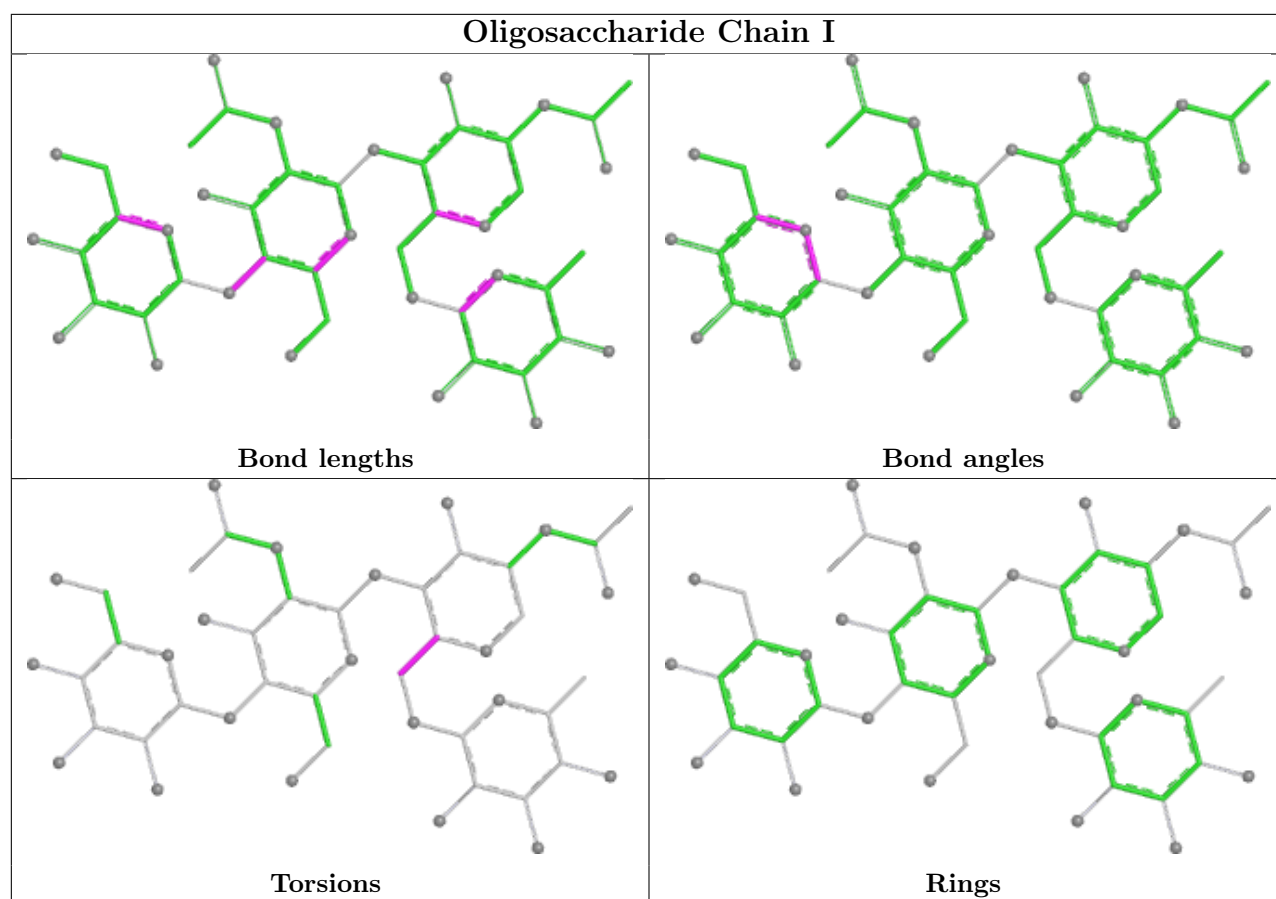 Oligosaccharide Chain I
Bond lengths
Bond angles
Torsions
Rings